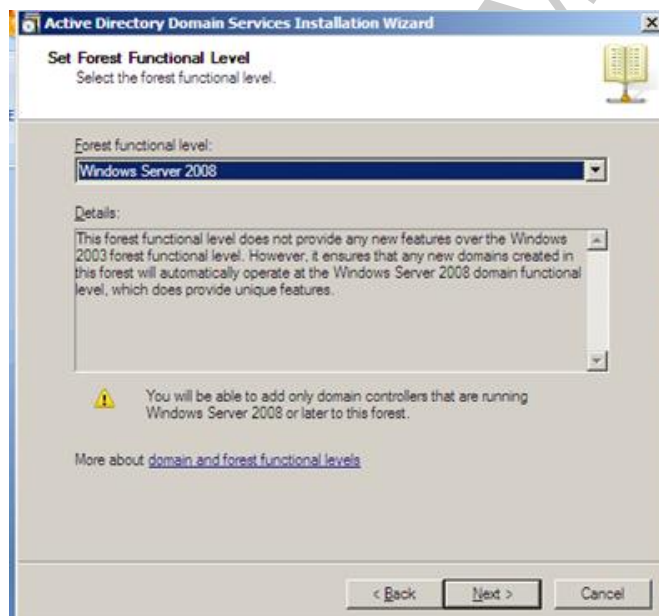 Active Directory Domain Services Installation Wizard
Set Forest Functional Level
Select the forest functional level.
Forest functional level:
Windows Server 2008
Details:
This forest functional level does not provide any new features over the Windows
2003 forest functional level. However, it ensures that any new domains created in
this forest will automatically operate at the Windows Server 2008 domain functional
level, which does provide unique features.
You will be able to add only domain controllers that are running
Windows Server 2008 or later to this forest.
More about domain and forest functional levels
< Back Next > Cancel